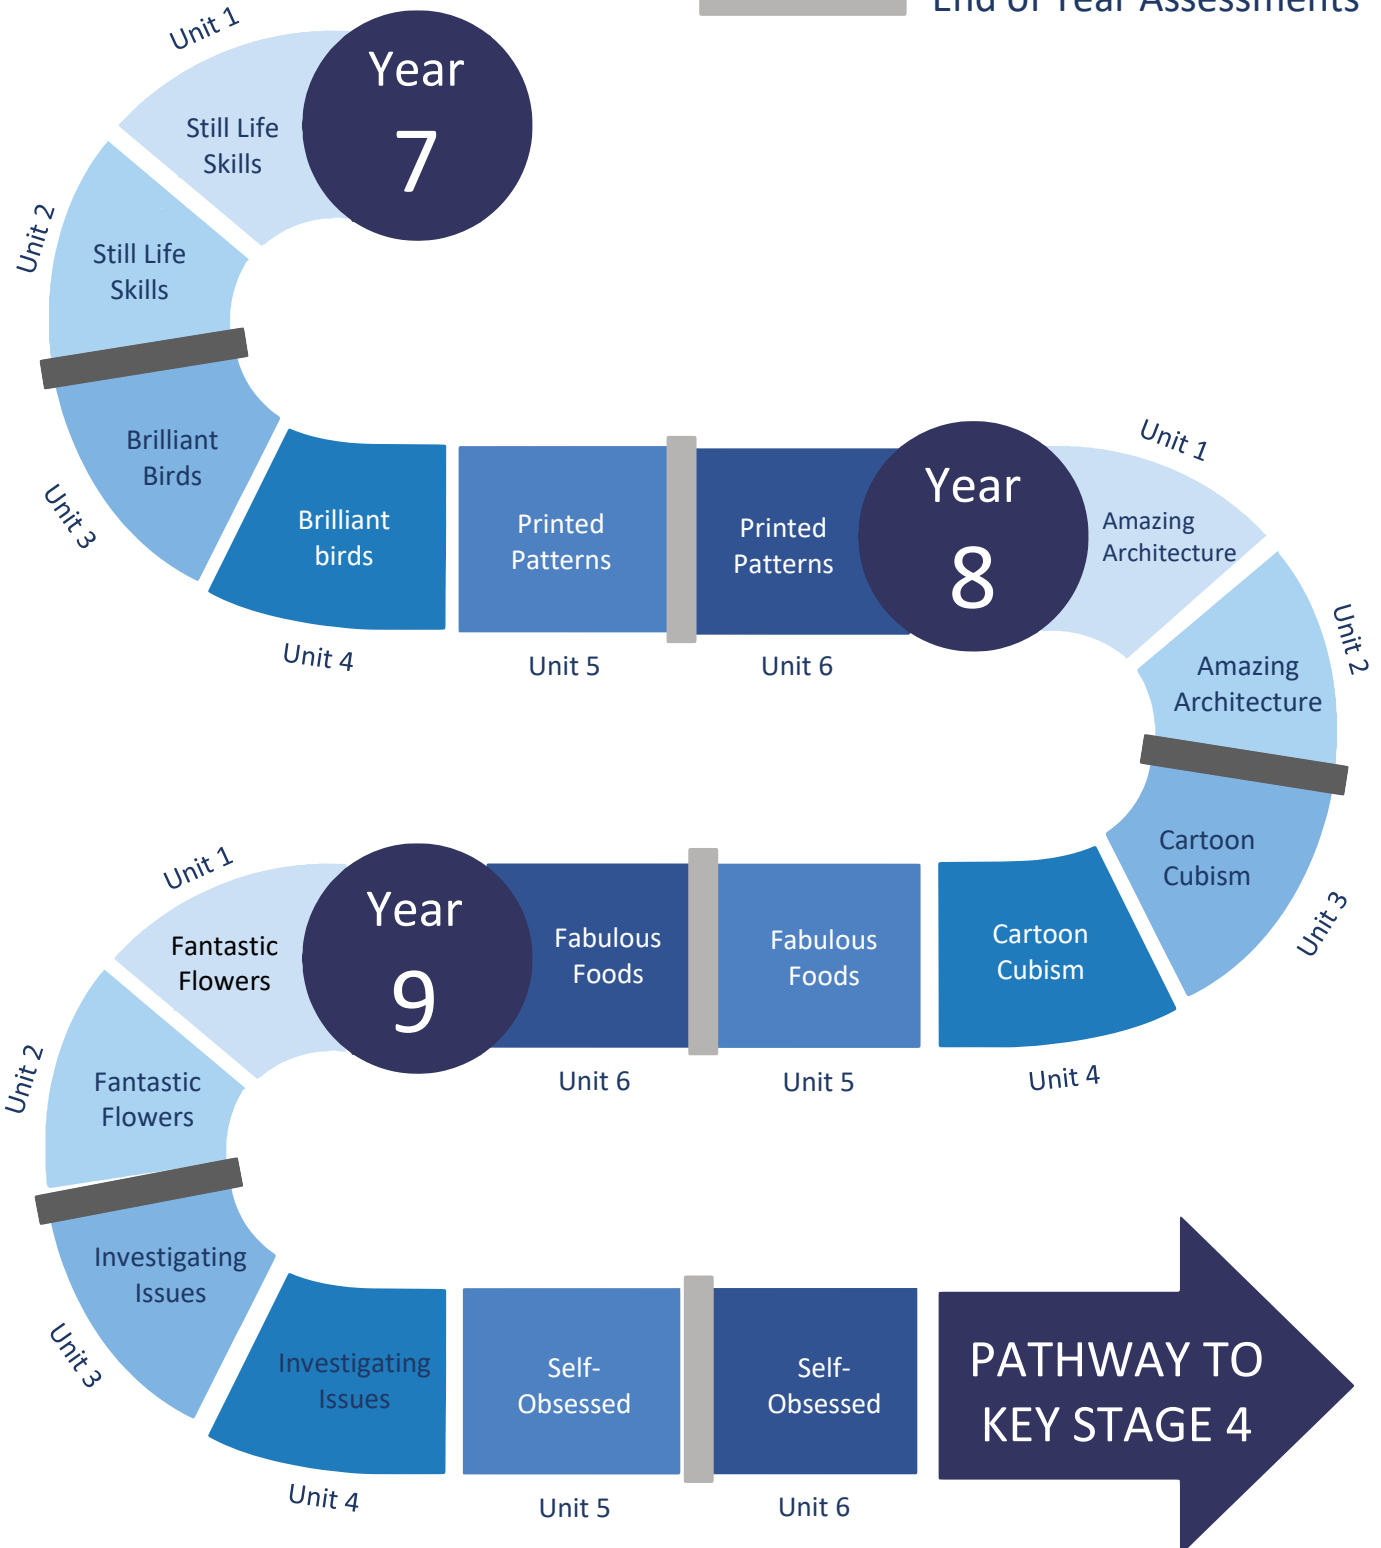 End of Year Assessments
Year
7
Unit 1
Still Life
Skills
Unit 2
Still Life
Skills
Unit 3
Brilliant
Birds
Unit 4
Brilliant
birds
Unit 5
Printed
Patterns
Unit 6
Printed
Patterns
Year
8
Unit 1
Amazing
Architecture
Unit 2
Amazing
Architecture
Unit 3
Cartoon
Cubism
Unit 4
Cartoon
Cubism
Unit 5
Fabulous
Foods
Unit 6
Fabulous
Foods
Year
9
Unit 1
Fantastic
Flowers
Unit 2
Fantastic
Flowers
Unit 3
Investigating
Issues
Unit 4
Investigating
Issues
Unit 5
Self-
Obsessed
Unit 6
Self-
Obsessed
PATHWAY TO
KEY STAGE 4